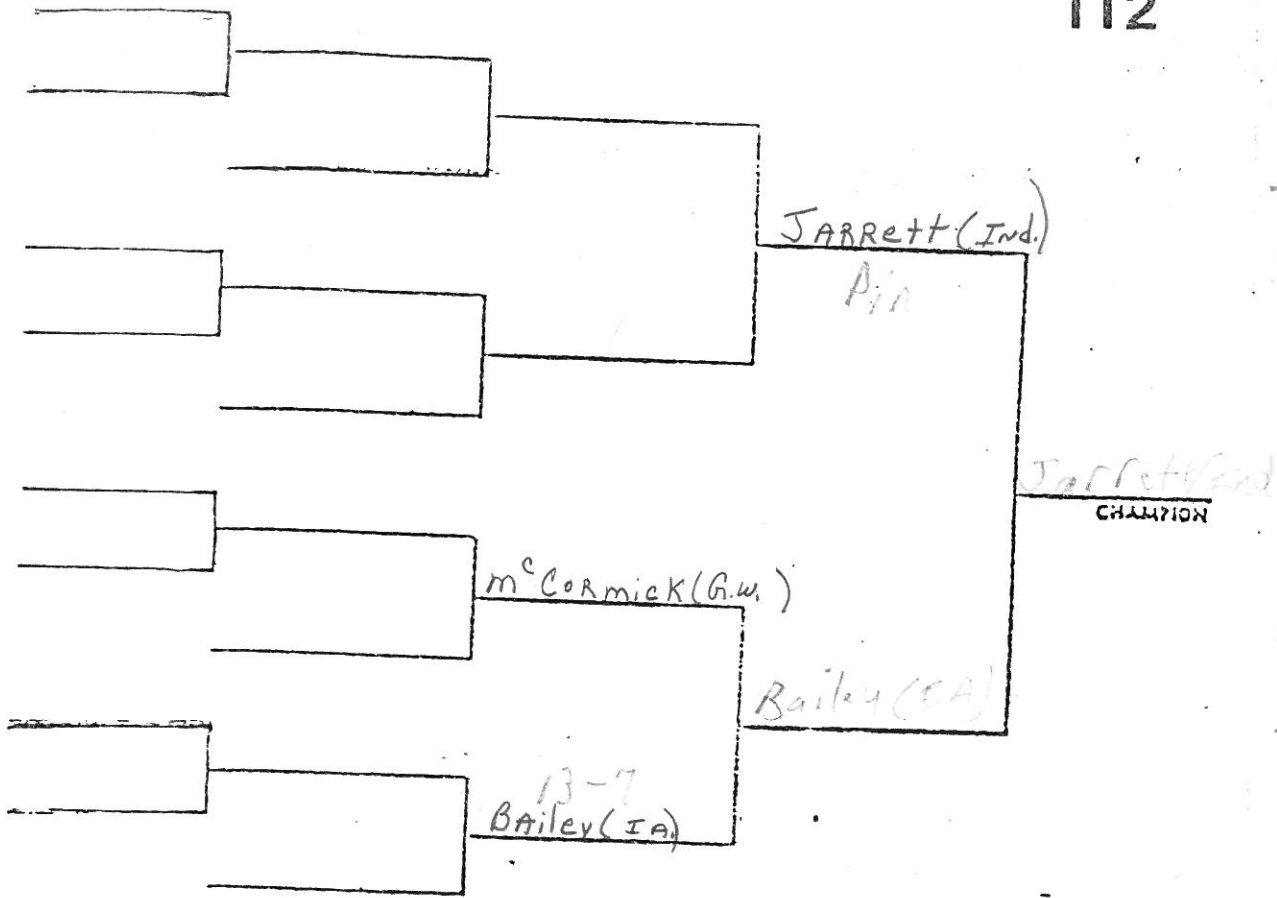 112
JARRett (Ind.)
Pin
Jarrett/Ind
CHAMPION
McCORmicK (G.W.)
Bailey (IA)
13-7
BAiley (IA)